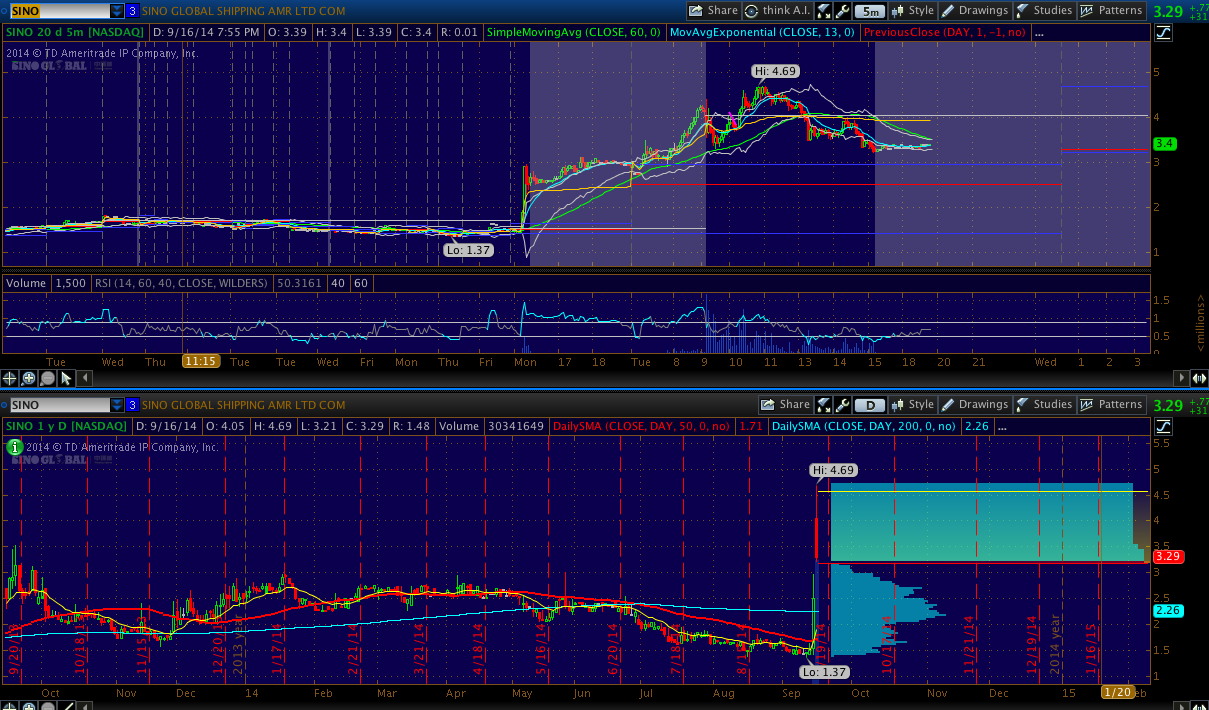 SINO 3 SINO GLOBAL SHIPPING AMR LTD COM Share think A.I. 5m Style Drawings Studies Patterns 3.29 +.77
+31
SINO 20 d 5m [NASDAQ] D: 9/16/14 7:55 PM O: 3.39 H: 3.4 L: 3.39 C: 3.4 R: 0.01 SimpleMovingAvg (CLOSE, 60, 0) MovAvgExponential (CLOSE, 13, 0) PreviousClose (DAY, 1, -1, no) ...
2014 © TD Ameritrade IP Company, Inc.
SINO GLOBAL
Hi: 4.69
5
4
3.4
3
2
1
Lo: 1.37
Volume 1,500 RSI (14, 60, 40, CLOSE, WILDERS) 50.3161 40 60
1.5
1
0.5
0
<millions>
Tue Wed Thu 11:15 Tue Tue Wed Fri Mon Thu Fri Mon 17 18 Tue 8 9 10 11 13 14 15 18 20 21 Wed 1 2 3
SINO 3 SINO GLOBAL SHIPPING AMR LTD COM Share D Style Drawings Studies Patterns 3.29 +.77
+31
SINO 1 y D [NASDAQ] D: 9/16/14 O: 4.05 H: 4.69 L: 3.21 C: 3.29 R: 1.48 Volume 30341649 DailySMA (CLOSE, DAY, 50, 0, no) 1.71 DailySMA (CLOSE, DAY, 200, 0, no) 2.26 ...
2014 © TD Ameritrade IP Company, Inc.
SINO GLOBAL
Hi: 4.69
5.5
5
4.5
4
3.5
3.29
3
2.5
2.26
2
1.5
1
9/20 10/18/1 11/15 12/20 2013 year 1/17/14 2/21/14 3/21/14 4/18/14 5/16/14 6/20/14 7/18 8/15 /19/14 10/17/14 11/21/14 12/19/14 2014 year 1/16/15
Lo: 1.37
Oct Nov Dec 14 Feb Mar Apr May Jun Jul Aug Sep Oct Nov Dec 15 1/20 eb